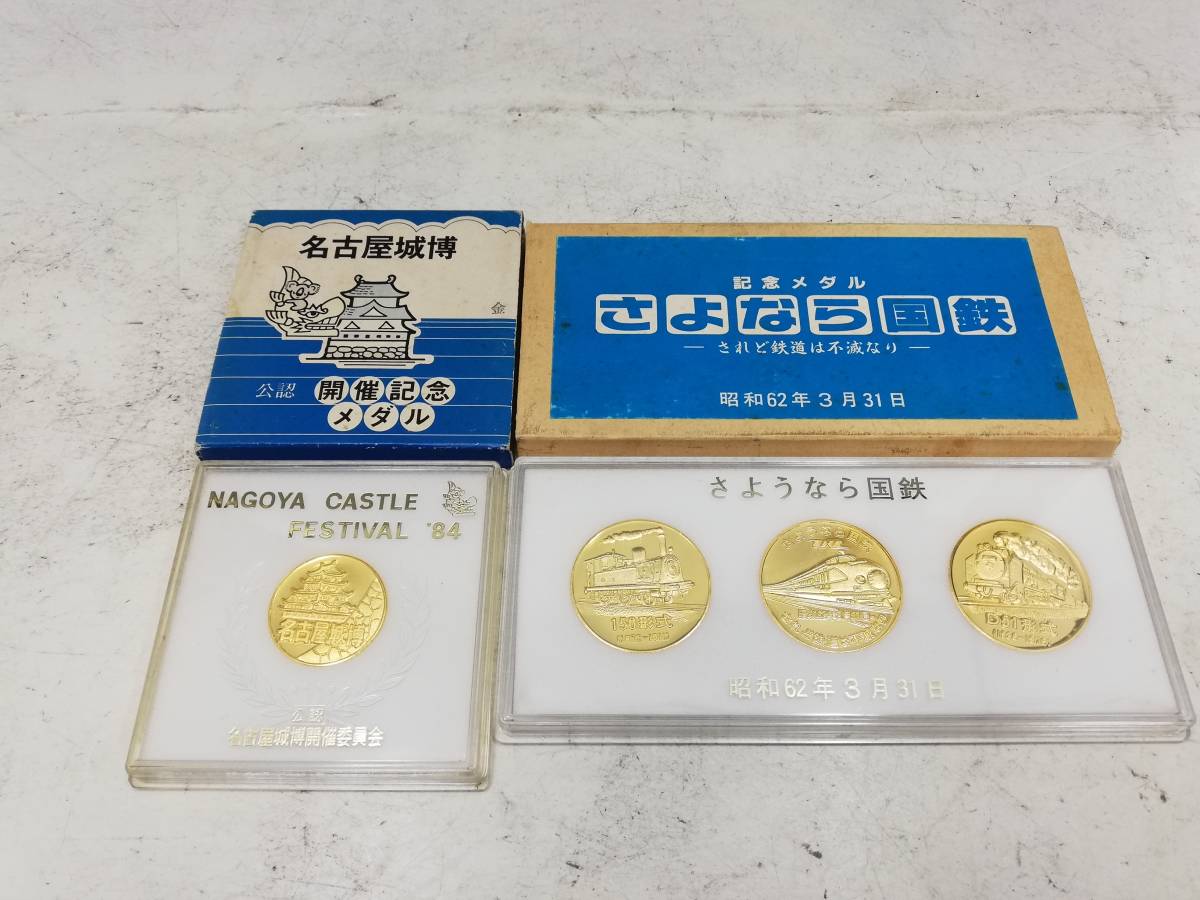 名古屋城博
金
公認 開催記念
メダル
記念メダル
さよなら国鉄
― されど鉄道は不滅なり ―
昭和62年3月31日
NAGOYA CASTLE
FESTIVAL '84
名古屋城博
公認
名古屋城博開催委員会
さようなら国鉄
150形式
D51形式
昭和62年3月31日